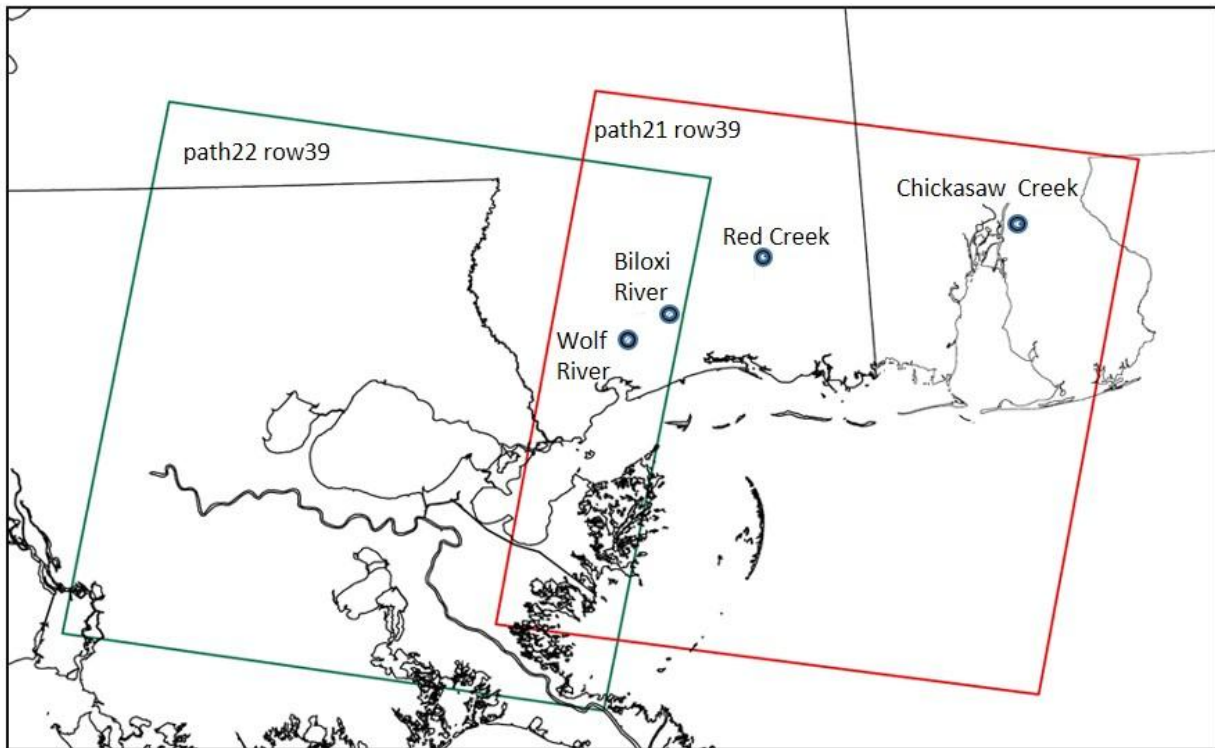 path22 row39
path21 row39
Chickasaw Creek
Red Creek
Biloxi
River
Wolf
River